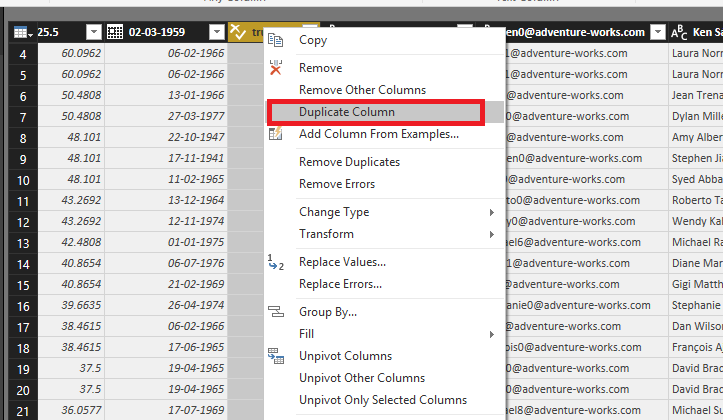 25.5 02-03-1959 tru en0@adventure-works.com Ken Sa
Copy
Remove
Remove Other Columns
Duplicate Column
Add Column From Examples...
Remove Duplicates
Remove Errors
Change Type
Transform
Replace Values...
Replace Errors...
Group By...
Fill
Unpivot Columns
Unpivot Other Columns
Unpivot Only Selected Columns
4 60.0962 06-02-1966 1@adventure-works.com Laura Norr
5 60.0962 06-02-1966 1@adventure-works.com Laura Norr
6 50.4808 13-01-1966 @adventure-works.com Jean Trena
7 50.4808 27-03-1977 0@adventure-works.com Dylan Mille
8 48.101 22-10-1947 @adventure-works.com Amy Alber
9 48.101 17-11-1941 en0@adventure-works.com Stephen Jia
10 48.101 11-02-1965 @adventure-works.com Syed Abba
11 43.2692 13-12-1964 to0@adventure-works.com Roberto Ta
12 43.2692 12-11-1974 y0@adventure-works.com Wendy Kal
13 42.4808 01-01-1975 ael6@adventure-works.com Michael Ra
14 40.8654 06-07-1976 1@adventure-works.com Diane Mar
15 40.8654 21-02-1969 @adventure-works.com Gigi Matth
16 39.6635 26-04-1974 anie0@adventure-works.com Stephanie
17 38.4615 06-02-1966 @adventure-works.com Dan Wilso
18 38.4615 17-06-1965 ois0@adventure-works.com François Aj
19 37.5 19-04-1965 0@adventure-works.com David Brac
20 37.5 19-04-1965 0@adventure-works.com David Brac
21 36.0577 17-07-1969 ael8@adventure-works.com Michael Su